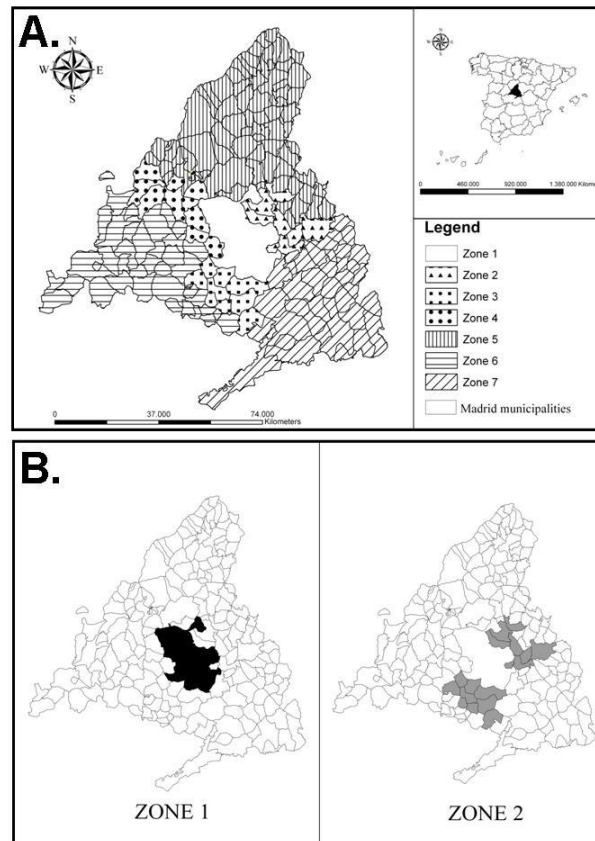 A.
N
W E
S
N
W E
S
0 460.000 920.000 1.380.000 Kilom
Legend
Zone 1
Zone 2
Zone 3
Zone 4
Zone 5
Zone 6
Zone 7
Madrid municipalities
0 37.000 74.000
Kilometers
B.
ZONE 1
ZONE 2